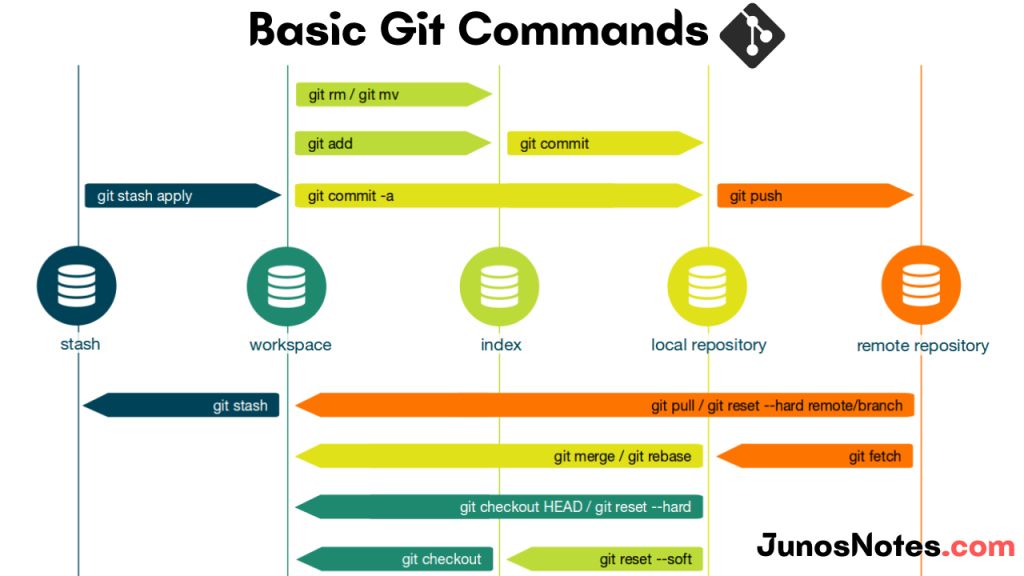 Basic Git Commands
git rm / git mv
git add
git commit
git stash apply
git commit -a
git push
stash
workspace
index
local repository
remote repository
git stash
git pull / git reset --hard remote/branch
git merge / git rebase
git fetch
git checkout HEAD / git reset --hard
git checkout
git reset --soft
JunosNotes.com